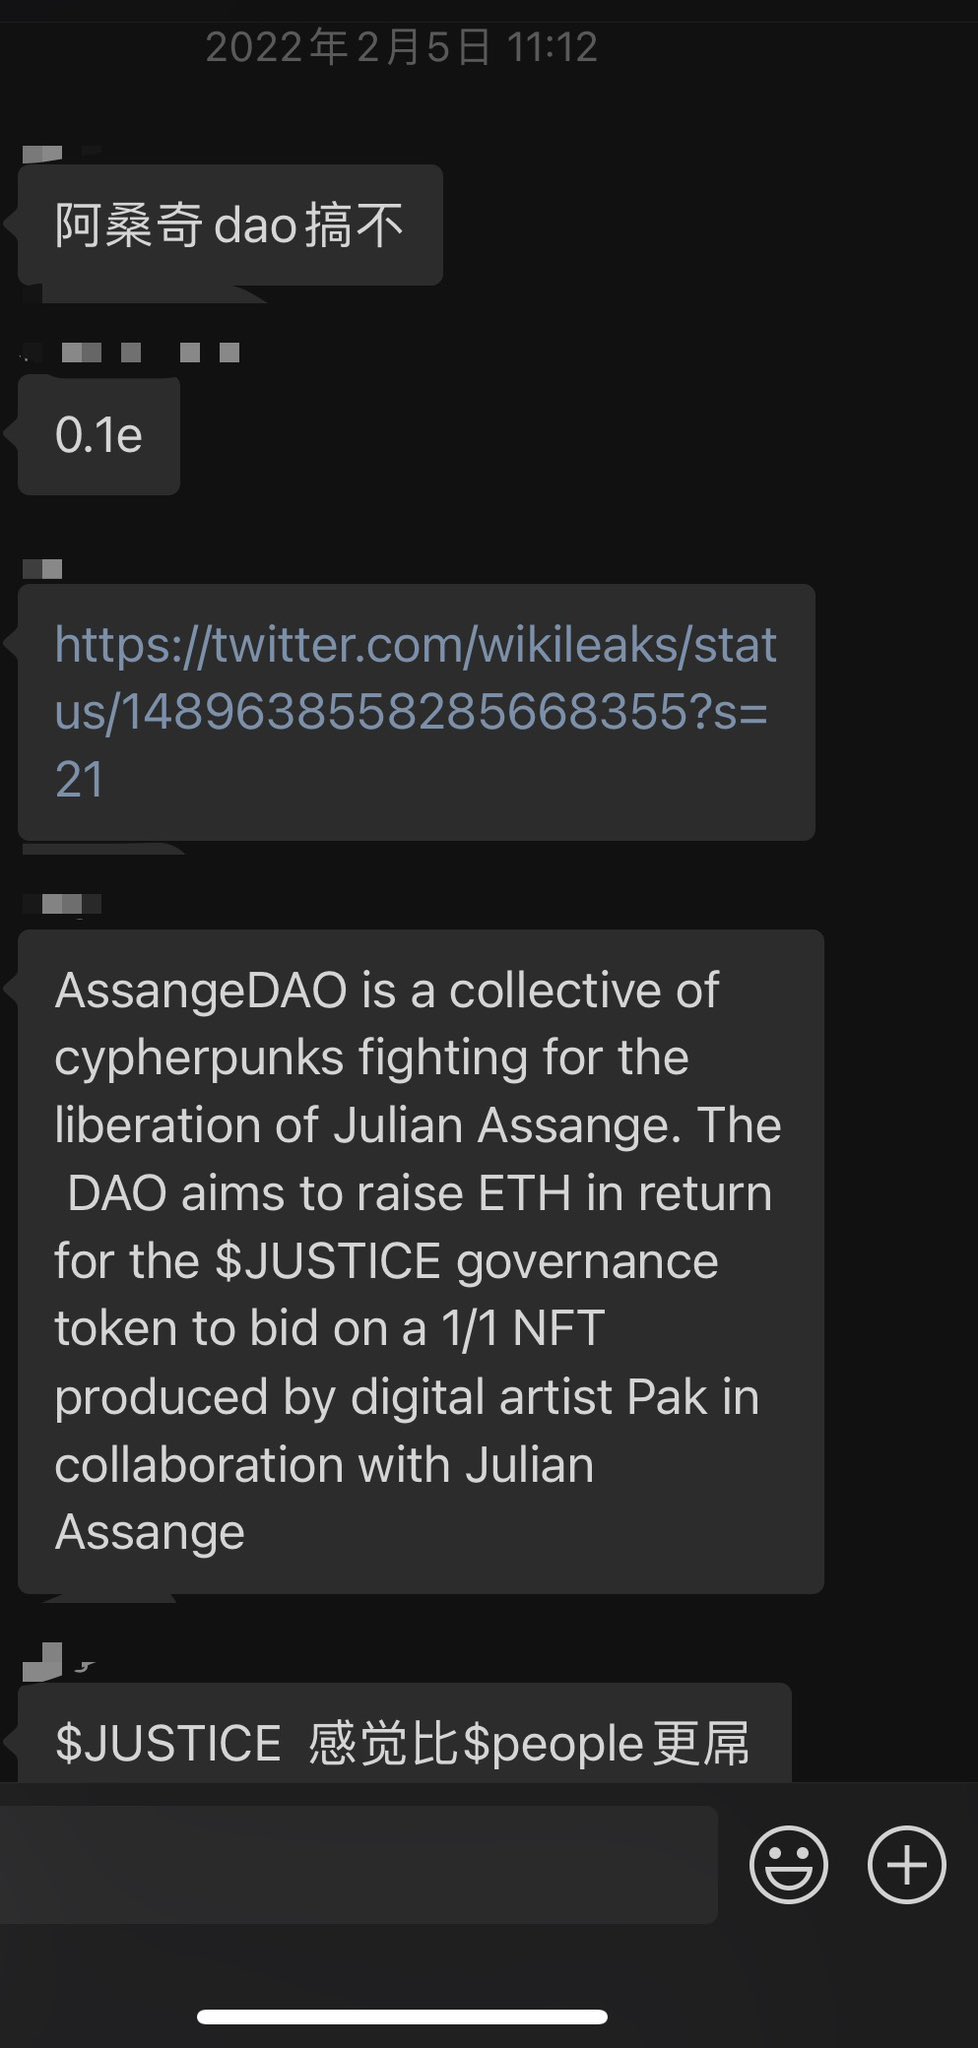 2022年2月5日 11:12
阿桑奇dao搞不
0.1e
https://twitter.com/wikileaks/stat
us/1489638558285668355?s=
21
AssangeDAO is a collective of
cypherpunks fighting for the
liberation of Julian Assange. The
DAO aims to raise ETH in return
for the $JUSTICE governance
token to bid on a 1/1 NFT
produced by digital artist Pak in
collaboration with Julian
Assange
$JUSTICE 感觉比$people更屌